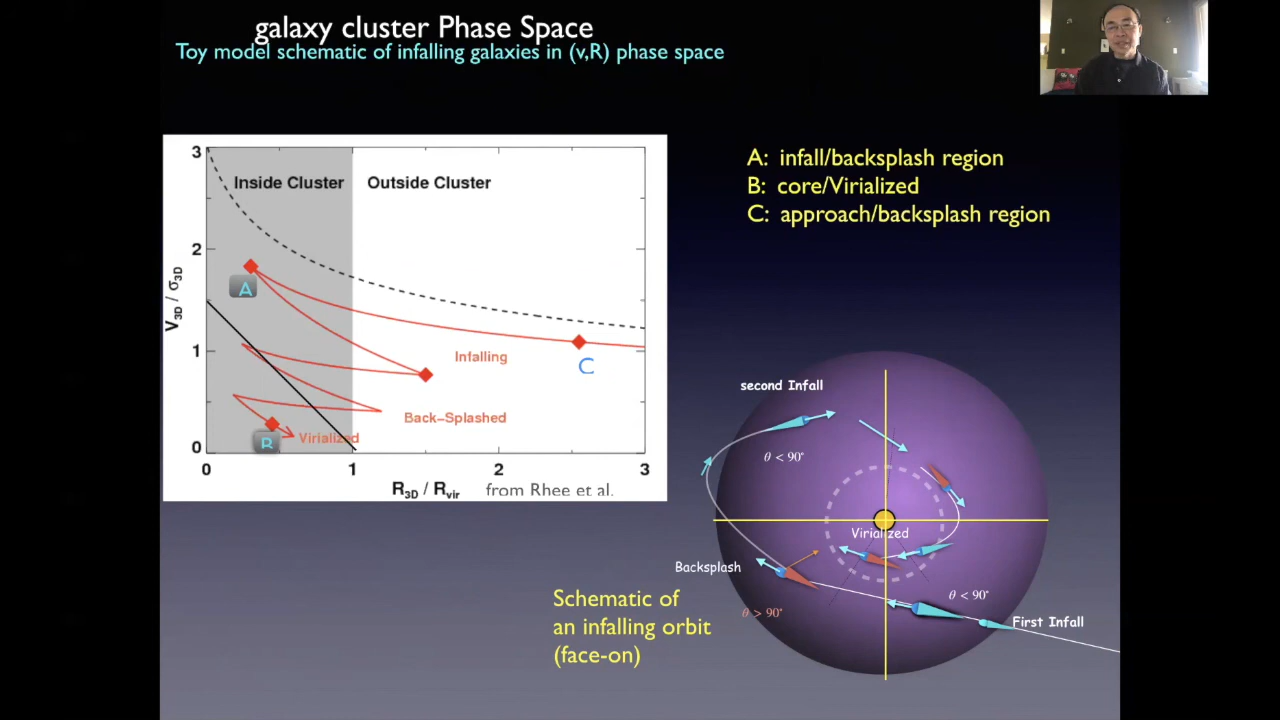 galaxy cluster Phase Space
Toy model schematic of infalling galaxies in (v,R) phase space
A: infall/backsplash region
B: core/Virialized
C: approach/backsplash region
3
Inside Cluster
Outside Cluster
2
A
V3D / σ3D
1
Infalling
C
Back-Splashed
B
Virialized
0
0
1
2
3
R3D / Rvir
from Rhee et al.
second Infall
θ < 90°
Virialized
Backsplash
θ < 90°
θ > 90°
First Infall
Schematic of
an infalling orbit
(face-on)